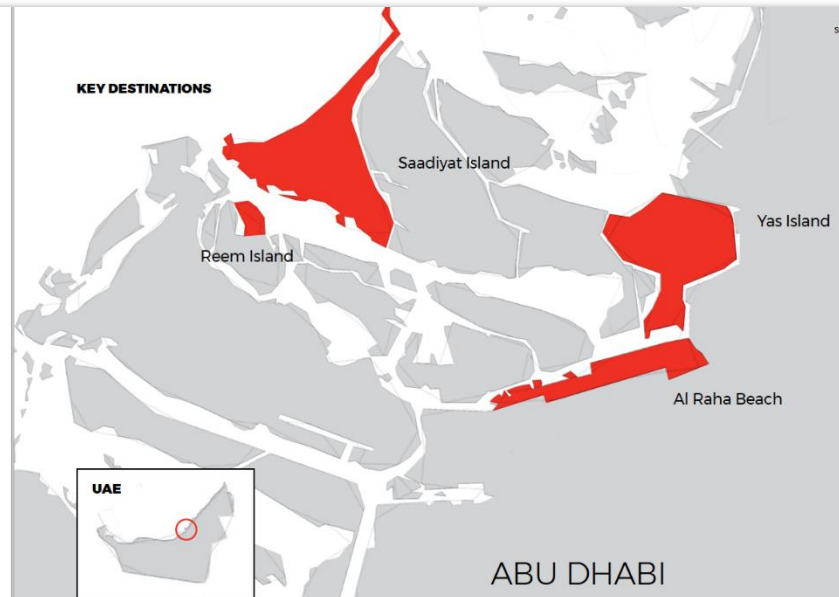 KEY DESTINATIONS
Saadiyat Island
Yas Island
Reem Island
Al Raha Beach
UAE
ABU DHABI